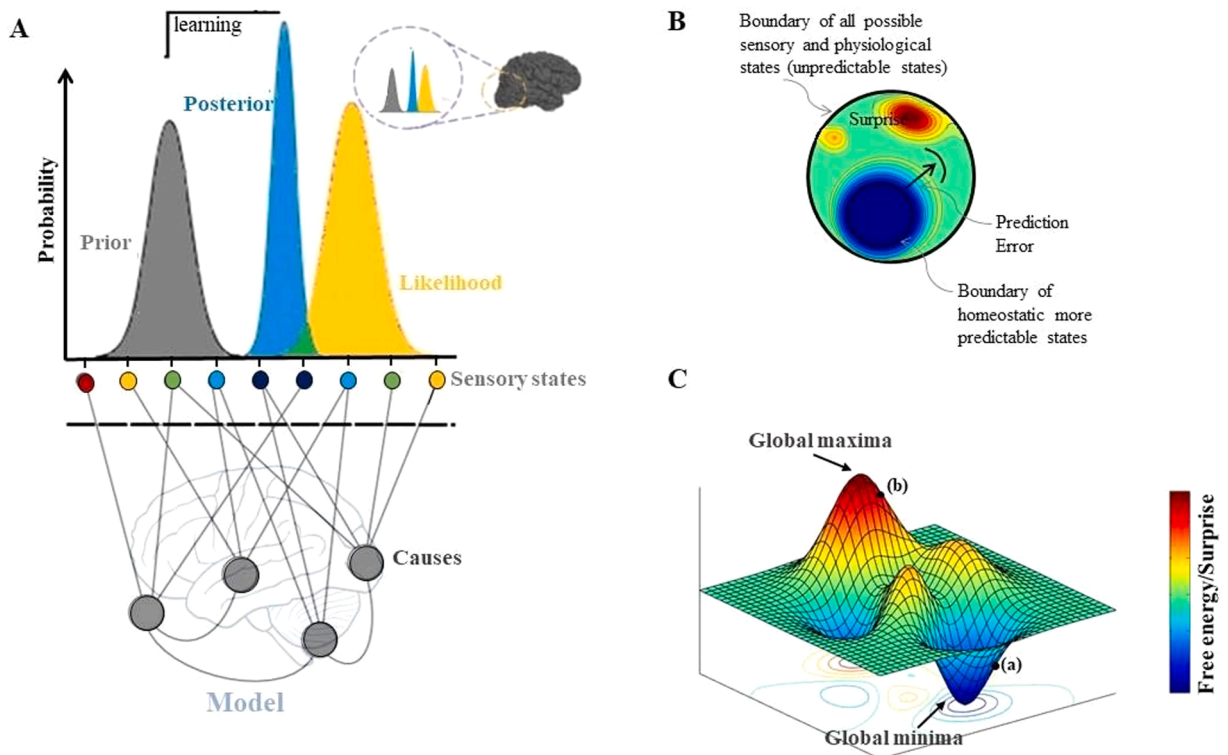 A
learning
Posterior
Probability
Prior
Likelihood
Sensory states
Causes
Model
B
Boundary of all possible
sensory and physiological
states (unpredictable states)
Surprise
Prediction
Error
Boundary of
homeostatic more
predictable states
C
Global maxima
(b)
(a)
Global minima
Free energy/Surprise